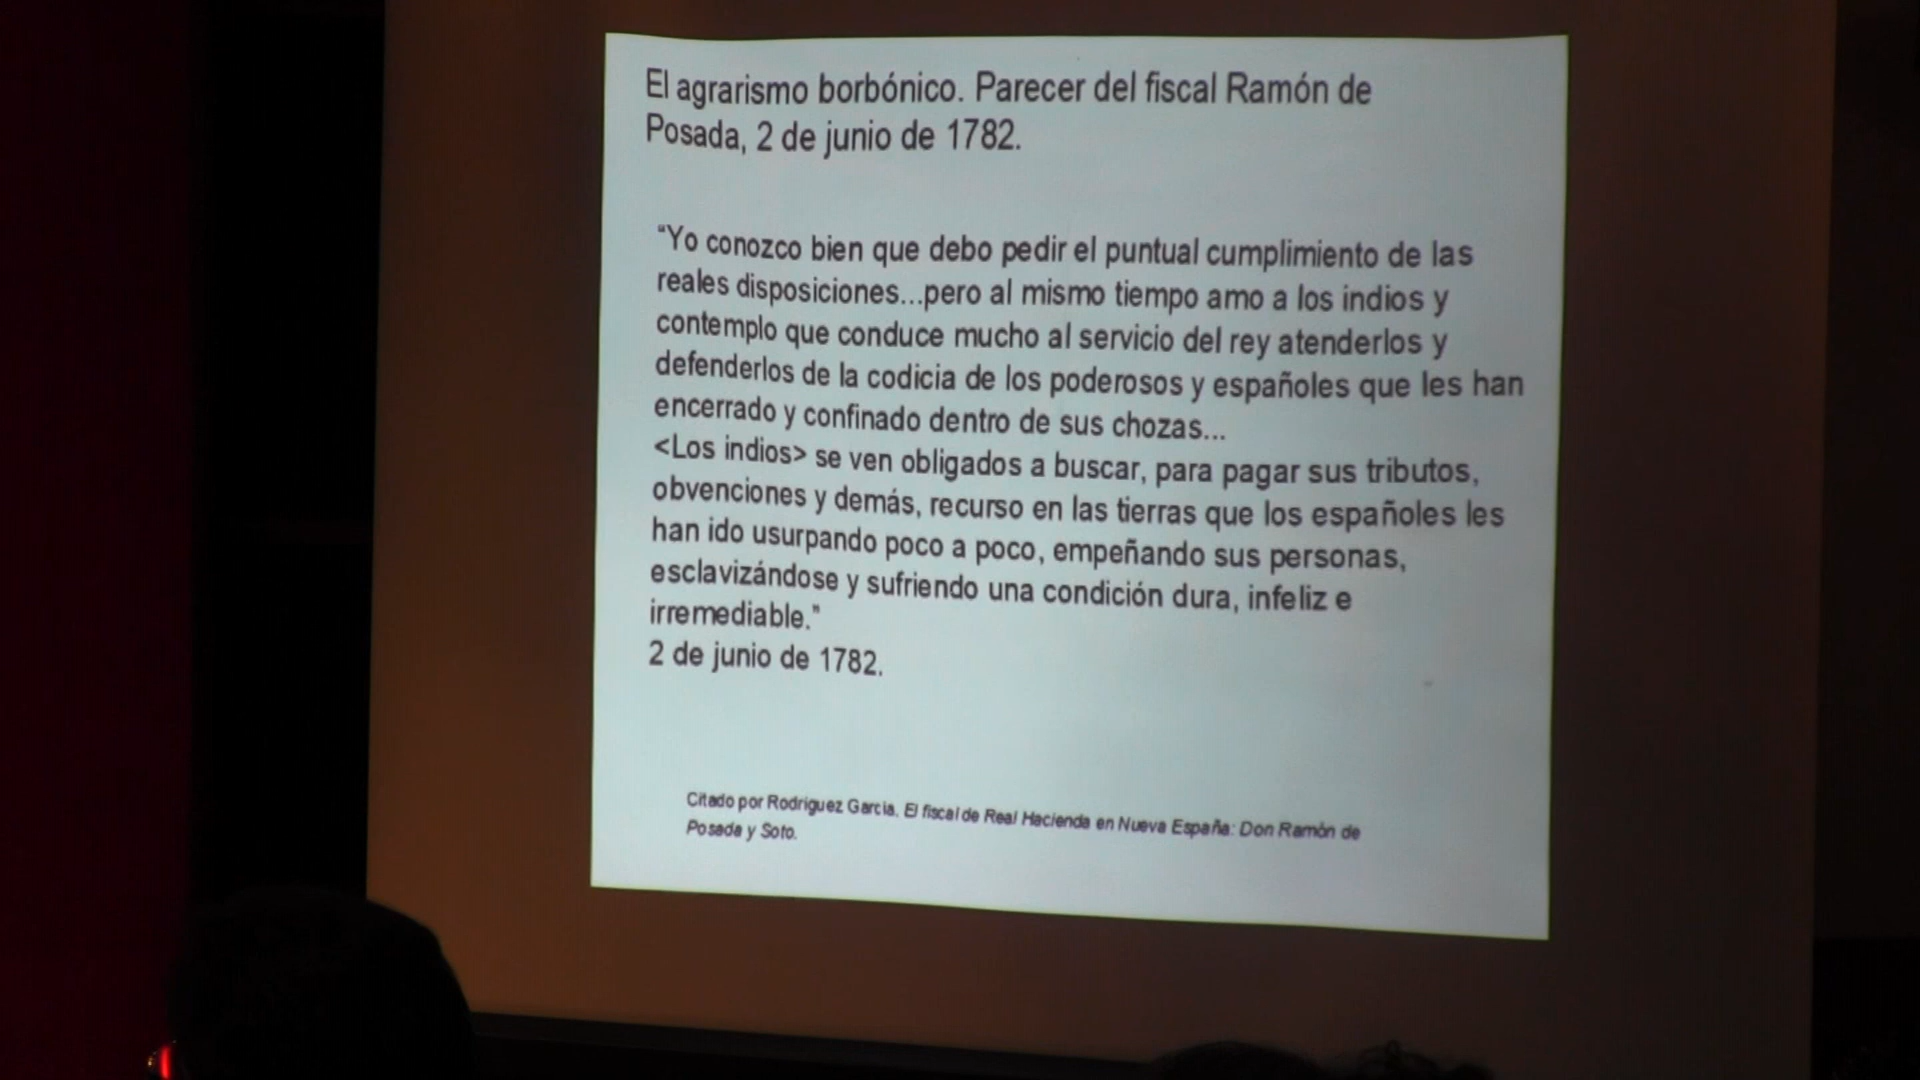 El agrarismo borbónico. Parecer del fiscal Ramón de
Posada, 2 de junio de 1782.
“Yo conozco bien que debo pedir el puntual cumplimiento de las
reales disposiciones...pero al mismo tiempo amo a los indios y
contemplo que conduce mucho al servicio del rey atenderlos y
defenderlos de la codicia de los poderosos y españoles que les han
encerrado y confinado dentro de sus chozas...
<Los indios> se ven obligados a buscar, para pagar sus tributos,
obvenciones y demás, recurso en las tierras que los españoles les
han ido usurpando poco a poco, empeñando sus personas,
esclavizándose y sufriendo una condición dura, infeliz e
irremediable.”
2 de junio de 1782.
Citado por Rodríguez García. El fiscal de Real Hacienda en Nueva España: Don Ramón de
Posada y Soto.